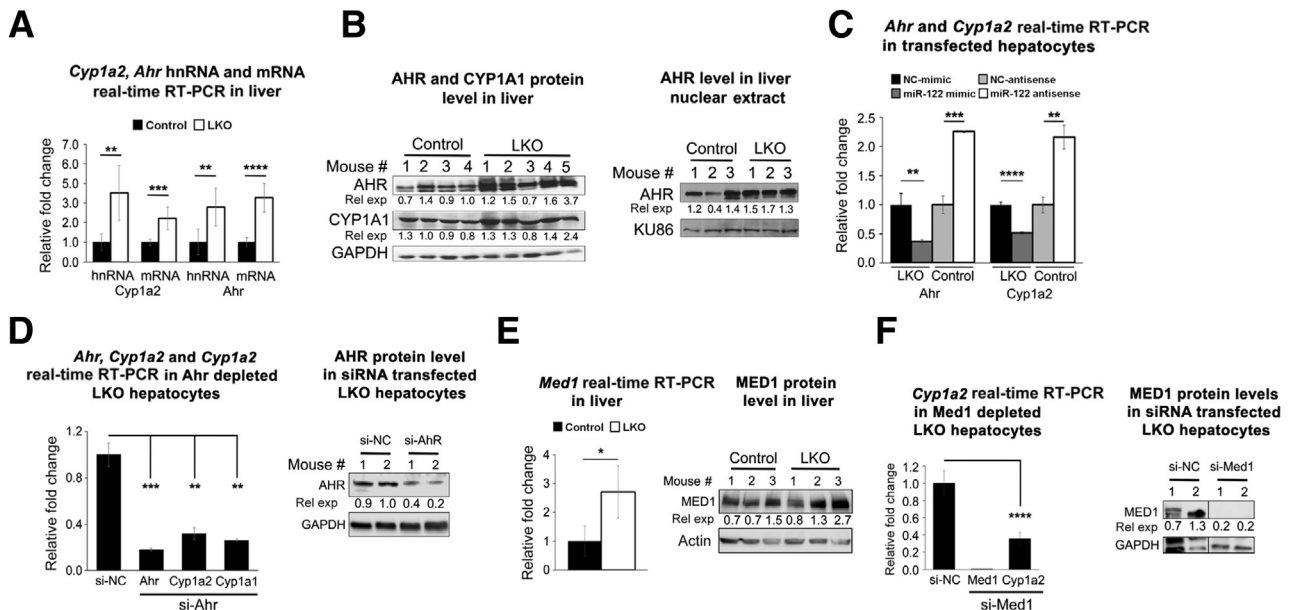 A
Cyp1a2, Ahr hnRNA and mRNA
real-time RT-PCR in liver
Control LKO
Relative fold change
7.0
6.0
5.0
4.0
3.0
2.0
1.0
0.0
** *** ** ****
hnRNA mRNA hnRNA mRNA
Cyp1a2 Ahr
B
AHR and CYP1A1 protein
level in liver
Control LKO
Mouse # 1 2 3 4 1 2 3 4 5
AHR
Rel exp 0.7 1.4 0.9 1.0 1.2 1.5 0.7 1.6 3.7
CYP1A1
Rel exp 1.3 1.0 0.9 0.8 1.3 1.3 0.8 1.4 2.4
GAPDH
AHR level in liver
nuclear extract
Control LKO
Mouse # 1 2 3 1 2 3
AHR
Rel exp 1.2 0.4 1.4 1.5 1.7 1.3
KU86
C
Ahr and Cyp1a2 real-time RT-PCR
in transfected hepatocytes
NC-mimic NC-antisense
miR-122 mimic miR-122 antisense
Relative fold change
2.5
2.0
1.5
1.0
0.5
0.0
** *** **** **
LKO Control LKO Control
Ahr Cyp1a2
D
Ahr, Cyp1a2 and Cyp1a2
real-time RT-PCR in Ahr depleted
LKO hepatocytes
Relative fold change
1.2
0.8
0.4
0.0
*** ** **
si-NC Ahr Cyp1a2 Cyp1a1
si-Ahr
AHR protein level
in siRNA transfected
LKO hepatocytes
si-NC si-AhR
Mouse # 1 2 1 2
AHR
Rel exp 0.9 1.0 0.4 0.2
GAPDH
E
Med1 real-time RT-PCR
in liver
Control LKO
Relative fold change
4
3
2
1
0
*
MED1 protein
level in liver
Control LKO
Mouse # 1 2 3 1 2 3
MED1
Rel exp 0.7 0.7 1.5 0.8 1.3 2.7
Actin
F
Cyp1a2 real-time RT-PCR
in Med1 depleted
LKO hepatocytes
Relative fold change
1.2
1.0
0.8
0.6
0.4
0.2
0.0
****
si-NC Med1 Cyp1a2
si-Med1
MED1 protein levels
in siRNA transfected
LKO hepatocytes
si-NC si-Med1
1 2 1 2
MED1
Rel exp 0.7 1.3 0.2 0.2
GAPDH